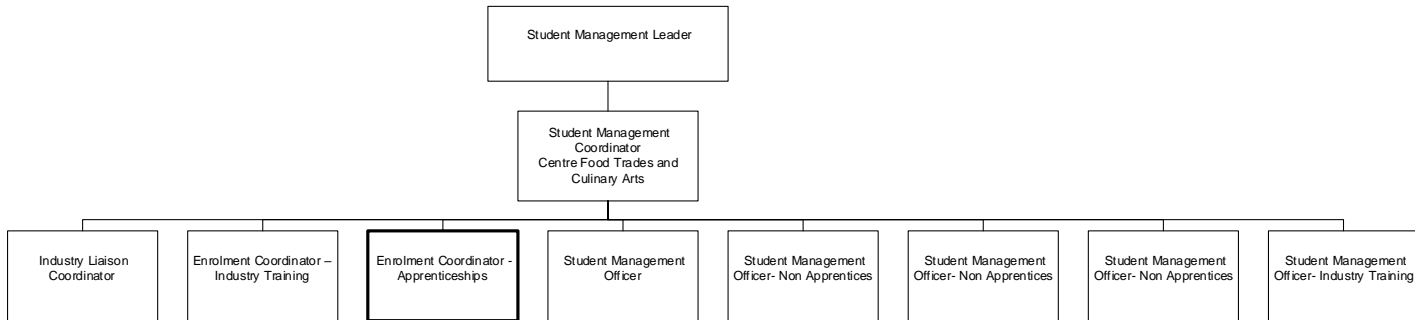 Student Management Leader
Student Management
Coordinator
Centre Food Trades and
Culinary Arts
Industry Liaison
Coordinator
Enrolment Coordinator –
Industry Training
Enrolment Coordinator -
Apprenticeships
Student Management
Officer
Student Management
Officer- Non Apprentices
Student Management
Officer- Non Apprentices
Student Management
Officer- Non Apprentices
Student Management
Officer- Industry Training